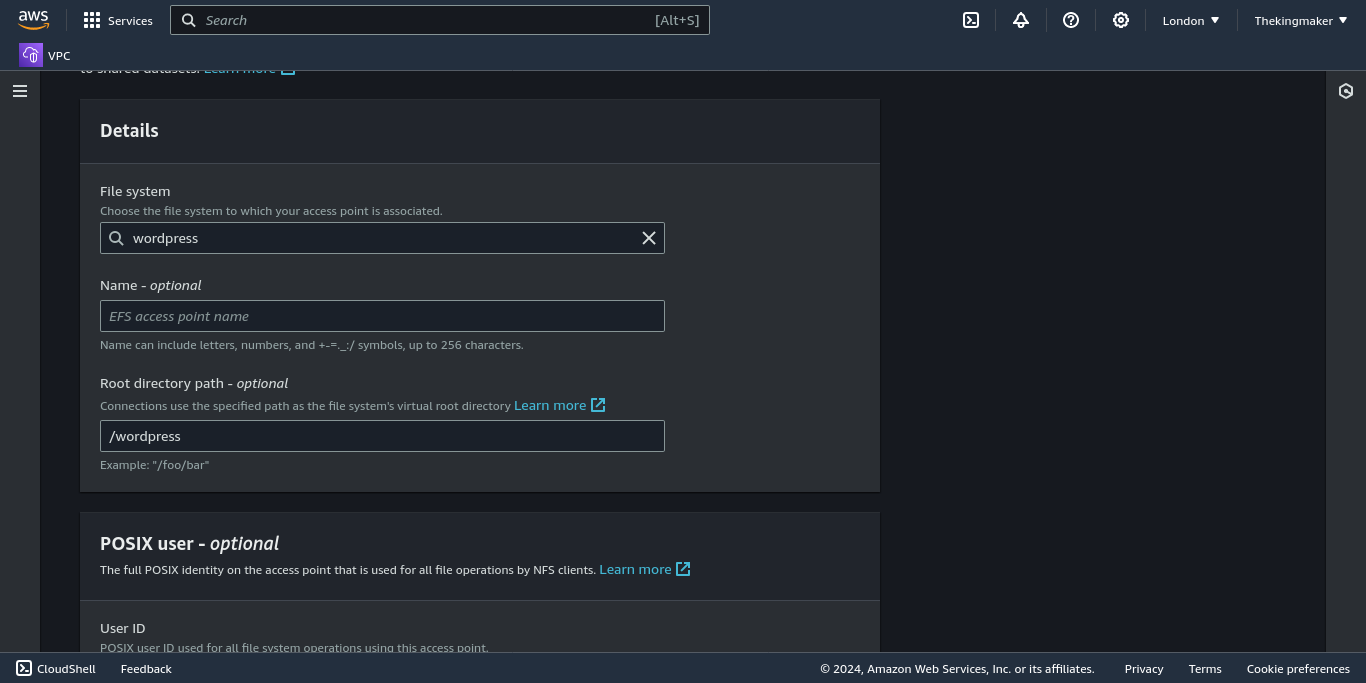 aws
Services
Search [Alt+S]
London
Thekingmaker
VPC
to shared datasets. Learn more
Details
File system
Choose the file system to which your access point is associated.
wordpress
Name - optional
EFS access point name
Name can include letters, numbers, and +-=._:/ symbols, up to 256 characters.
Root directory path - optional
Connections use the specified path as the file system's virtual root directory Learn more
/wordpress
Example: "/foo/bar"
POSIX user - optional
The full POSIX identity on the access point that is used for all file operations by NFS clients. Learn more
User ID
POSIX user ID used for all file system operations using this access point.
CloudShell
Feedback
© 2024, Amazon Web Services, Inc. or its affiliates.
Privacy
Terms
Cookie preferences